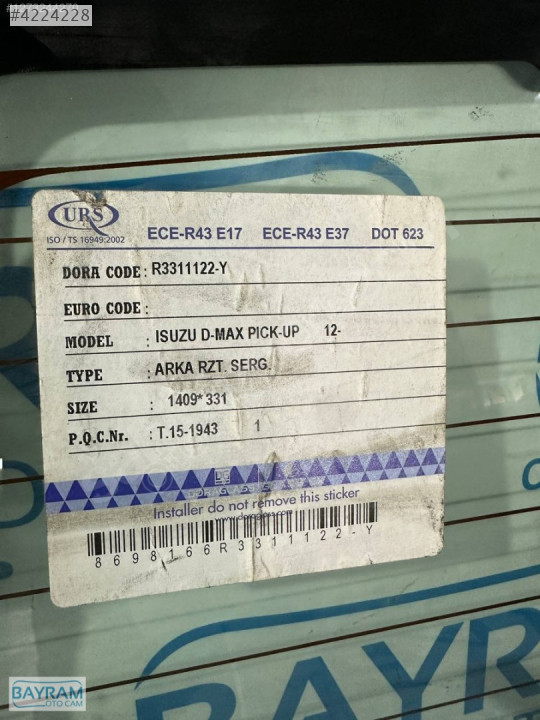 #4224228
URS
ISO / TS 16949:2002
ECE-R43 E17 ECE-R43 E37 DOT 623
DORA CODE : R3311122-Y
EURO CODE :
MODEL : ISUZU D-MAX PICK-UP 12-
TYPE : ARKA RZT. SERG.
SIZE 1409*331
P.Q.C.Nr. : T.15-1943 1
Installer do not remove this sticker
8698166R3311122-Y
BAYRAM
BAYRAM
OTO CAM